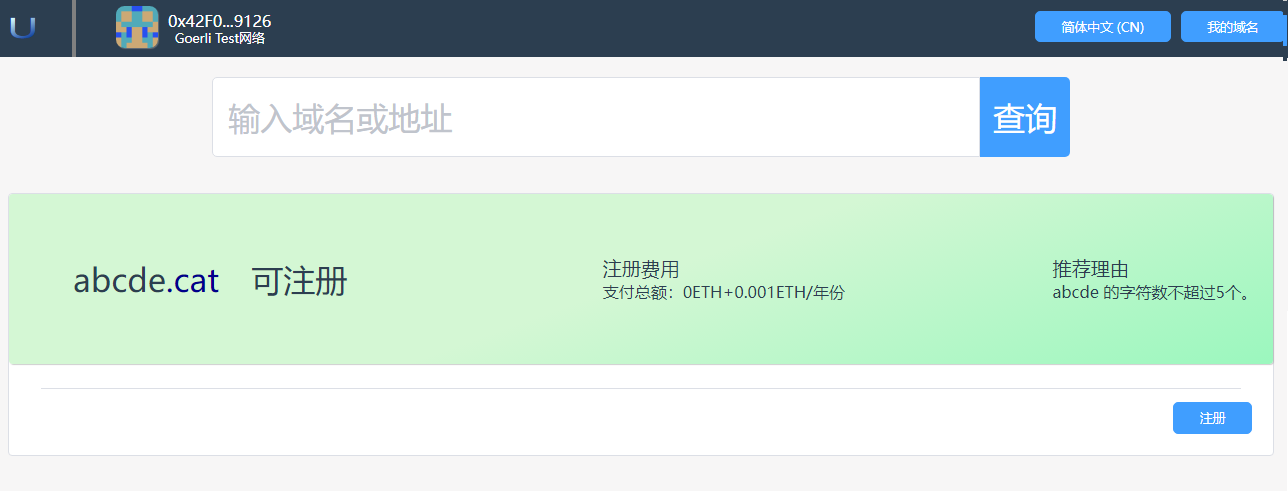 U
0x42F0...9126
Goerli Test网络
简体中文 (CN)
我的域名
输入域名或地址
查询
abcde.cat 可注册
注册费用
支付总额：0ETH+0.001ETH/年份
推荐理由
abcde 的字符数不超过5个。
注册